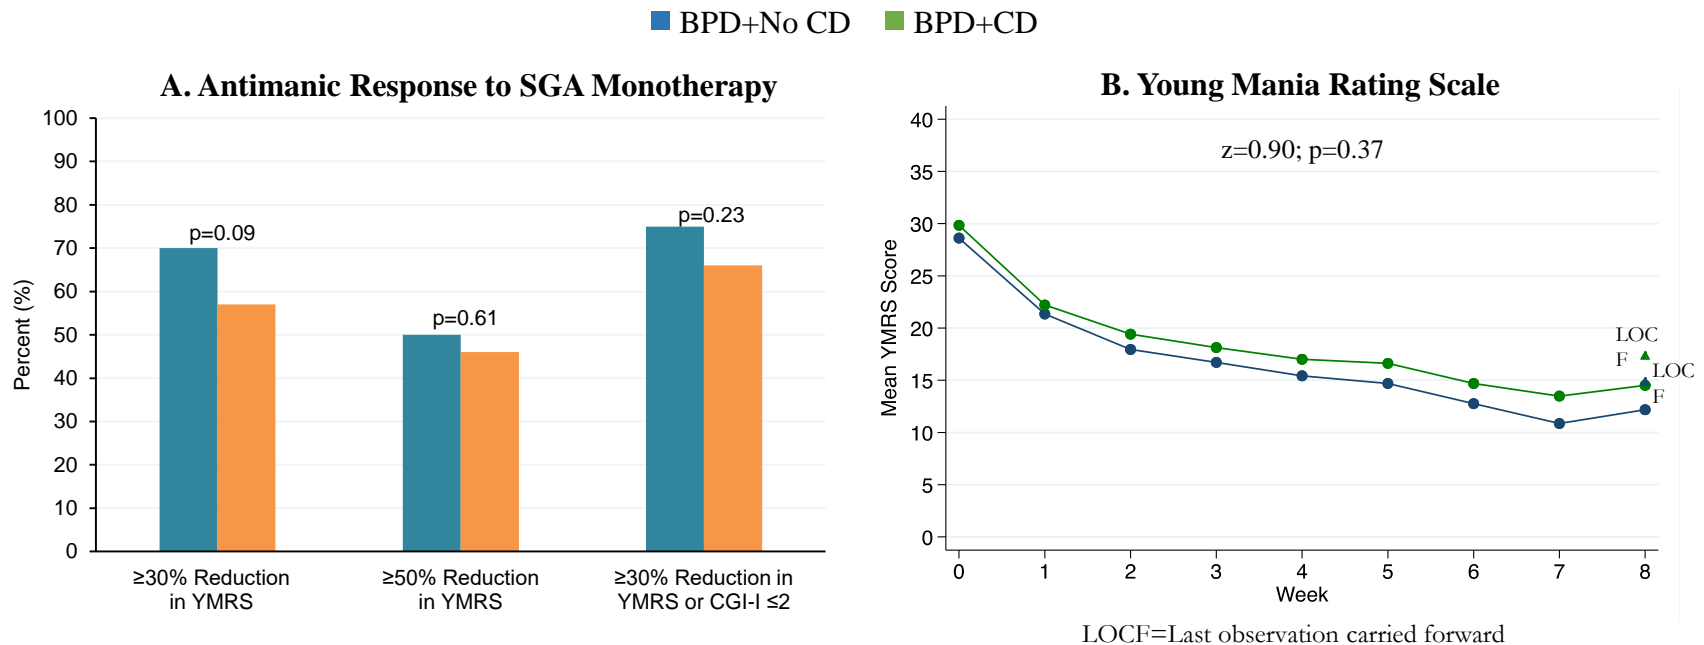 BPD+No CD BPD+CD
A. Antimanic Response to SGA Monotherapy
100
90
80
70
60
50
40
30
20
10
0
Percent (%)
p=0.09
p=0.61
p=0.23
≥30% Reduction
in YMRS
≥50% Reduction
in YMRS
≥30% Reduction in
YMRS or CGI-I ≤2
B. Young Mania Rating Scale
z=0.90; p=0.37
40
35
30
25
20
15
10
5
0
Mean YMRS Score
LOC
F
LOC
F
0 1 2 3 4 5 6 7 8
Week
LOCF=Last observation carried forward